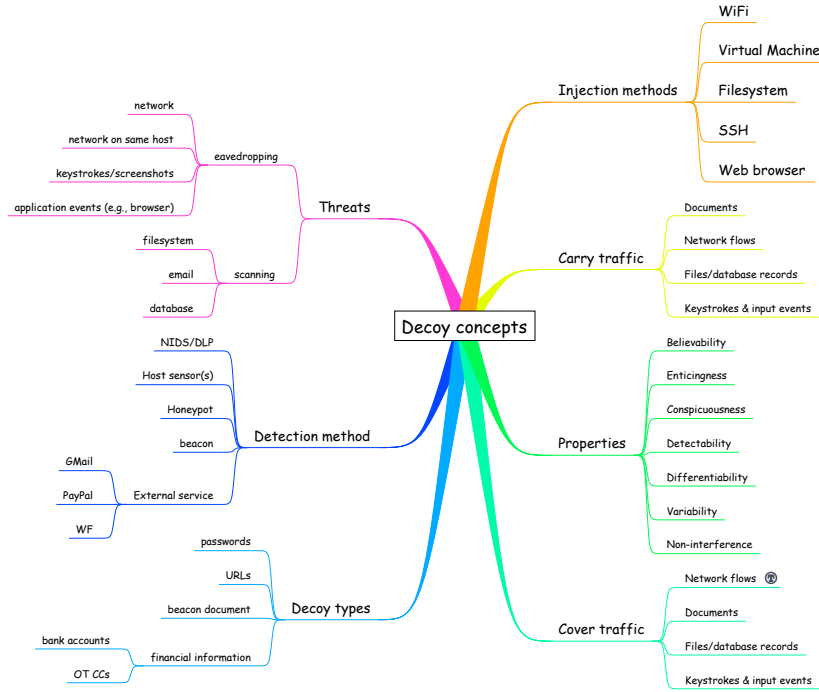 Decoy concepts
Injection methods
WiFi
Virtual Machine
Filesystem
SSH
Web browser
Carry traffic
Documents
Network flows
Files/database records
Keystrokes & input events
Properties
Believability
Enticingness
Conspicuousness
Detectability
Differentiability
Variability
Non-interference
Cover traffic
Network flows
Documents
Files/database records
Keystrokes & input events
Threats
eavedropping
network
network on same host
keystrokes/screenshots
application events (e.g., browser)
scanning
filesystem
email
database
Detection method
NIDS/DLP
Host sensor(s)
Honeypot
beacon
External service
GMail
PayPal
WF
Decoy types
passwords
URLs
beacon document
financial information
bank accounts
OT CCs